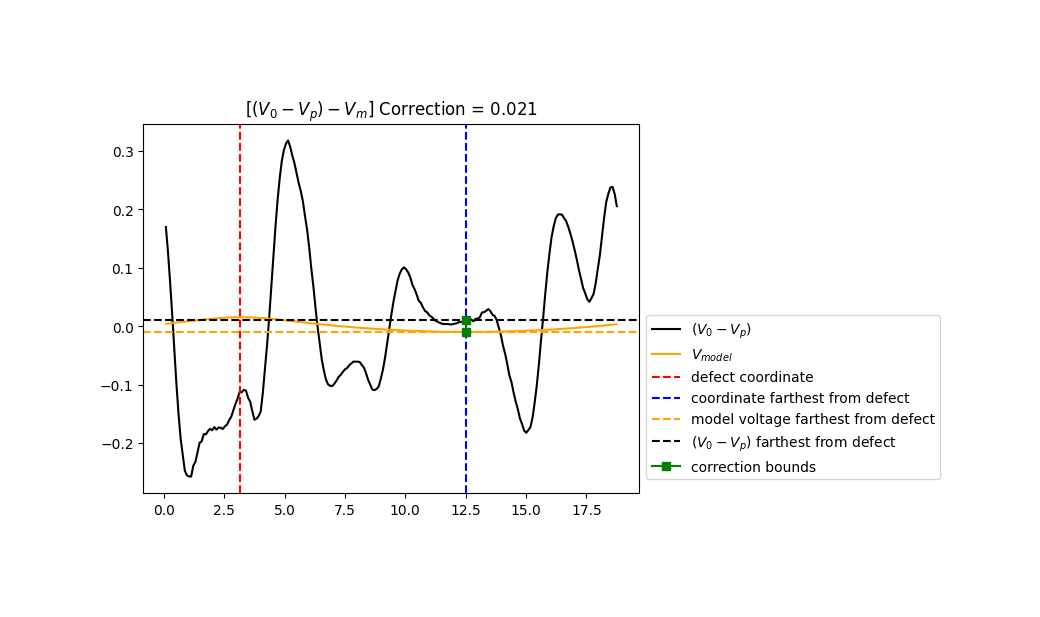 [(V₀ − Vₚ) − Vₘ] Correction = 0.021
0.3
0.2
0.1
0.0
−0.1
−0.2
0.0 2.5 5.0 7.5 10.0 12.5 15.0 17.5
(V₀ − Vₚ)
V_model
defect coordinate
coordinate farthest from defect
model voltage farthest from defect
(V₀ − Vₚ) farthest from defect
correction bounds